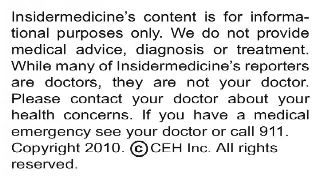 Insidermedicine's content is for informa-
tional purposes only. We do not provide
medical advice, diagnosis or treatment.
While many of Insidermedicine's reporters
are doctors, they are not your doctor.
Please contact your doctor about your
health concerns. If you have a medical
emergency see your doctor or call 911.
Copyright 2010. ©CEH Inc. All rights
reserved.